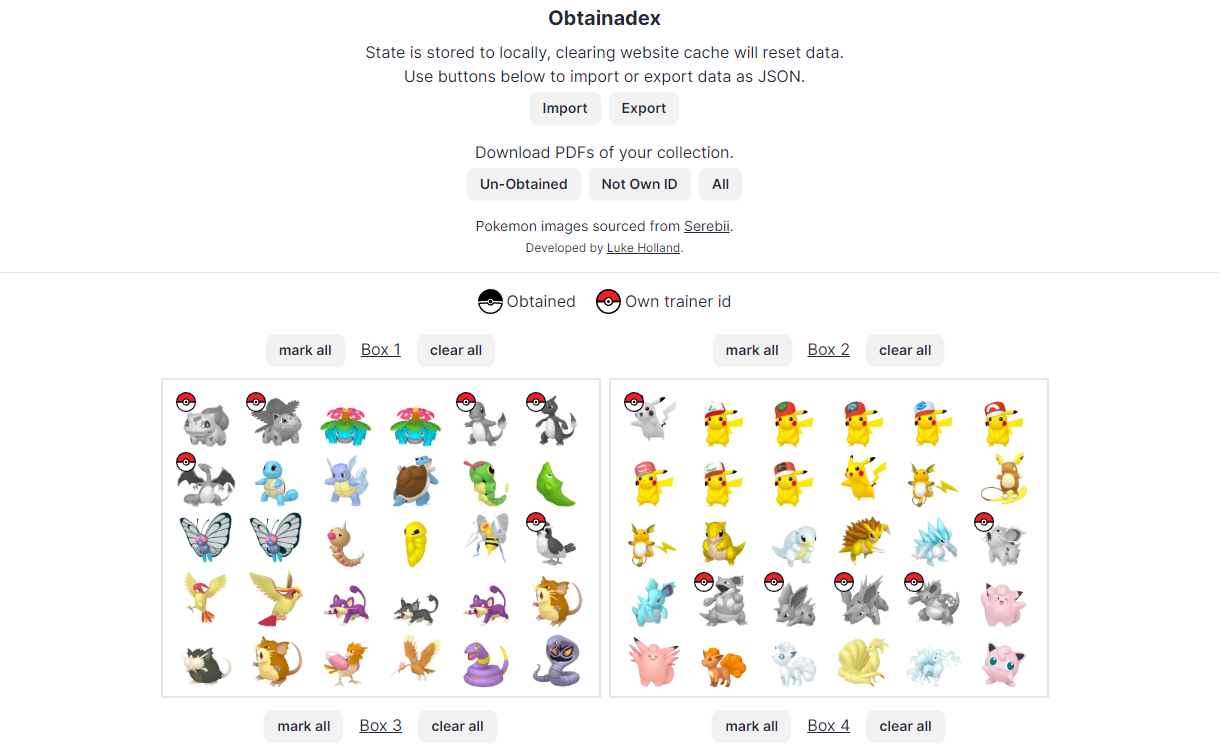 Obtainadex
State is stored to locally, clearing website cache will reset data.
Use buttons below to import or export data as JSON.
Import Export
Download PDFs of your collection.
Un-Obtained Not Own ID All
Pokemon images sourced from Serebii.
Developed by Luke Holland.
Obtained Own trainer id
mark all Box 1 clear all mark all Box 2 clear all
mark all Box 3 clear all mark all Box 4 clear all